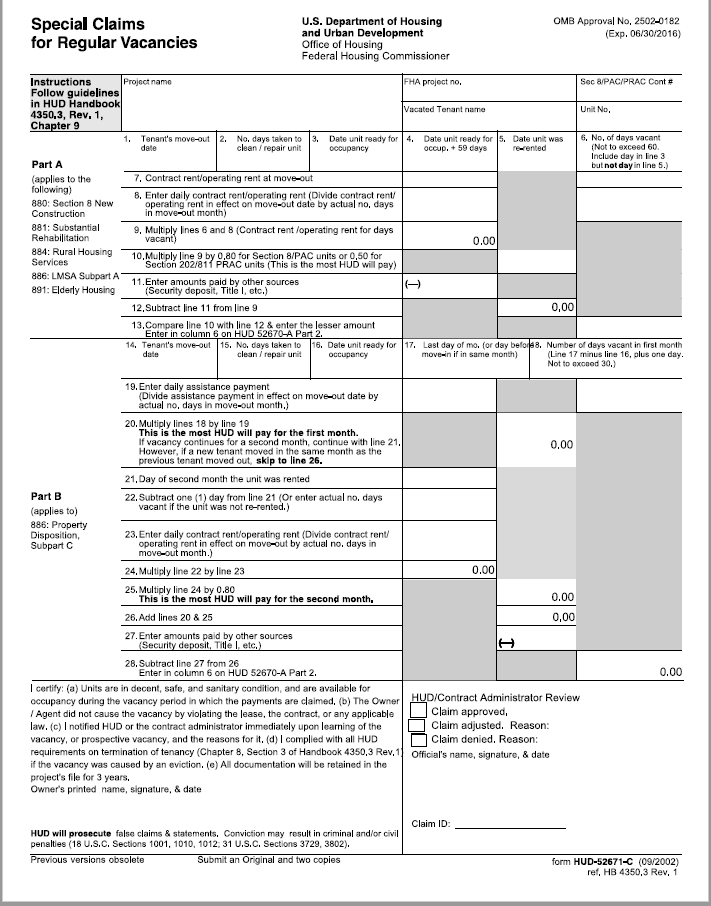 Special Claims
for Regular Vacancies
U.S. Department of Housing
and Urban Development
Office of Housing
Federal Housing Commissioner
OMB Approval No. 2502-0182
(Exp. 06/30/2016)
Instructions
Follow guidelines
in HUD Handbook
4350.3, Rev. 1,
Chapter 9
Project name
FHA project no.
Sec 8/PAC/PRAC Cont #
Vacated Tenant name
Unit No.
Part A
(applies to the
following)
880: Section 8 New
Construction
881: Substantial
Rehabilitation
884: Rural Housing
Services
886: LMSA Subpart A
891: Elderly Housing
1. Tenant's move-out
date
2. No. days taken to
clean / repair unit
3. Date unit ready for
occupancy
4. Date unit ready for
occup. + 59 days
5. Date unit was
re-rented
6. No. of days vacant
(Not to exceed 60.
Include day in line 3
but not day in line 5.)
7. Contract rent/operating rent at move-out
8. Enter daily contract rent/operating rent (Divide contract rent/
operating rent in effect on move-out date by actual no. days
in move-out month)
9. Multiply lines 6 and 8 (Contract rent /operating rent for days
vacant)
0.00
10. Multiply line 9 by 0.80 for Section 8/PAC units or 0.50 for
Section 202/811 PRAC units (This is the most HUD will pay)
11. Enter amounts paid by other sources
(Security deposit, Title I, etc.)
(—)
12. Subtract line 11 from line 9
0.00
13. Compare line 10 with line 12 & enter the lesser amount
Enter in column 6 on HUD 52670-A Part 2.
14. Tenant's move-out
date
15. No. days taken to
clean / repair unit
16. Date unit ready for
occupancy
17. Last day of mo. (or day before
move-in if in same month)
18. Number of days vacant in first month
(Line 17 minus line 16, plus one day.
Not to exceed 30.)
19. Enter daily assistance payment
(Divide assistance payment in effect on move-out date by
actual no. days in move-out month.)
20. Multiply lines 18 by line 19
This is the most HUD will pay for the first month.
If vacancy continues for a second month, continue with line 21.
However, if a new tenant moved in the same month as the
previous tenant moved out, skip to line 26.
0.00
21. Day of second month the unit was rented
Part B
(applies to)
886: Property
Disposition,
Subpart C
22. Subtract one (1) day from line 21 (Or enter actual no. days
vacant if the unit was not re-rented.)
23. Enter daily contract rent/operating rent (Divide contract rent/
operating rent in effect on move-out by actual no. days in
move-out month.)
24. Multiply line 22 by line 23
0.00
25. Multiply line 24 by 0.80
This is the most HUD will pay for the second month.
0.00
26. Add lines 20 & 25
0.00
27. Enter amounts paid by other sources
(Security deposit, Title I, etc.)
(—)
28. Subtract line 27 from 26
Enter in column 6 on HUD 52670-A Part 2.
0.00
I certify: (a) Units are in decent, safe, and sanitary condition, and are available for
occupancy during the vacancy period in which the payments are claimed, (b) The Owner
/ Agent did not cause the vacancy by violating the lease, the contract, or any applicable
law. (c) I notified HUD or the contract administrator immediately upon learning of the
vacancy, or prospective vacancy, and the reasons for it, (d) I complied with all HUD
requirements on termination of tenancy (Chapter 8, Section 3 of Handbook 4350.3 Rev.1)
if the vacancy was caused by an eviction. (e) All documentation will be retained in the
project's file for 3 years.
Owner's printed name, signature, & date
HUD/Contract Administrator Review
Claim approved,
Claim adjusted. Reason:
Claim denied. Reason:
Official's name, signature, & date
Claim ID:
HUD will prosecute false claims & statements. Conviction may result in criminal and/or civil
penalties (18 U.S.C. Sections 1001, 1010, 1012; 31 U.S.C. Sections 3729, 3802).
Previous versions obsolete
Submit an Original and two copies
form HUD-52671-C (09/2002)
ref. HB 4350.3 Rev. 1